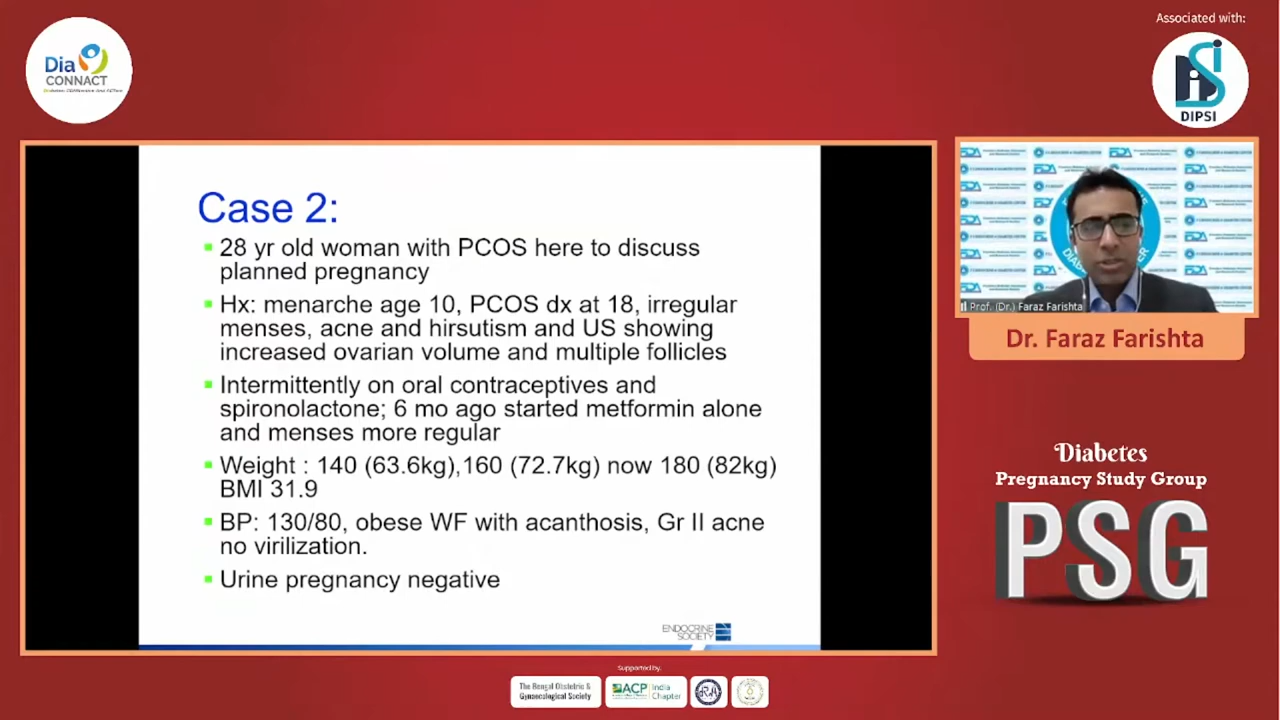 Associated with:
Dia
CONNACT
DIPSI
Case 2:
28 yr old woman with PCOS here to discuss
planned pregnancy
Hx: menarche age 10, PCOS dx at 18, irregular
menses, acne and hirsutism and US showing
increased ovarian volume and multiple follicles
Intermittently on oral contraceptives and
spironolactone; 6 mo ago started metformin alone
and menses more regular
Weight : 140 (63.6kg),160 (72.7kg) now 180 (82kg)
BMI 31.9
BP: 130/80, obese WF with acanthosis, Gr II acne
no virilization.
Urine pregnancy negative
ENDOCRINE
SOCIETY
Prof. (Dr.) Faraz Farishta
Dr. Faraz Farishta
Diabetes
Pregnancy Study Group
PSG
Supported by.
The Bengal Obstetric &
Gynaecological Society
ACP
India
Chapter